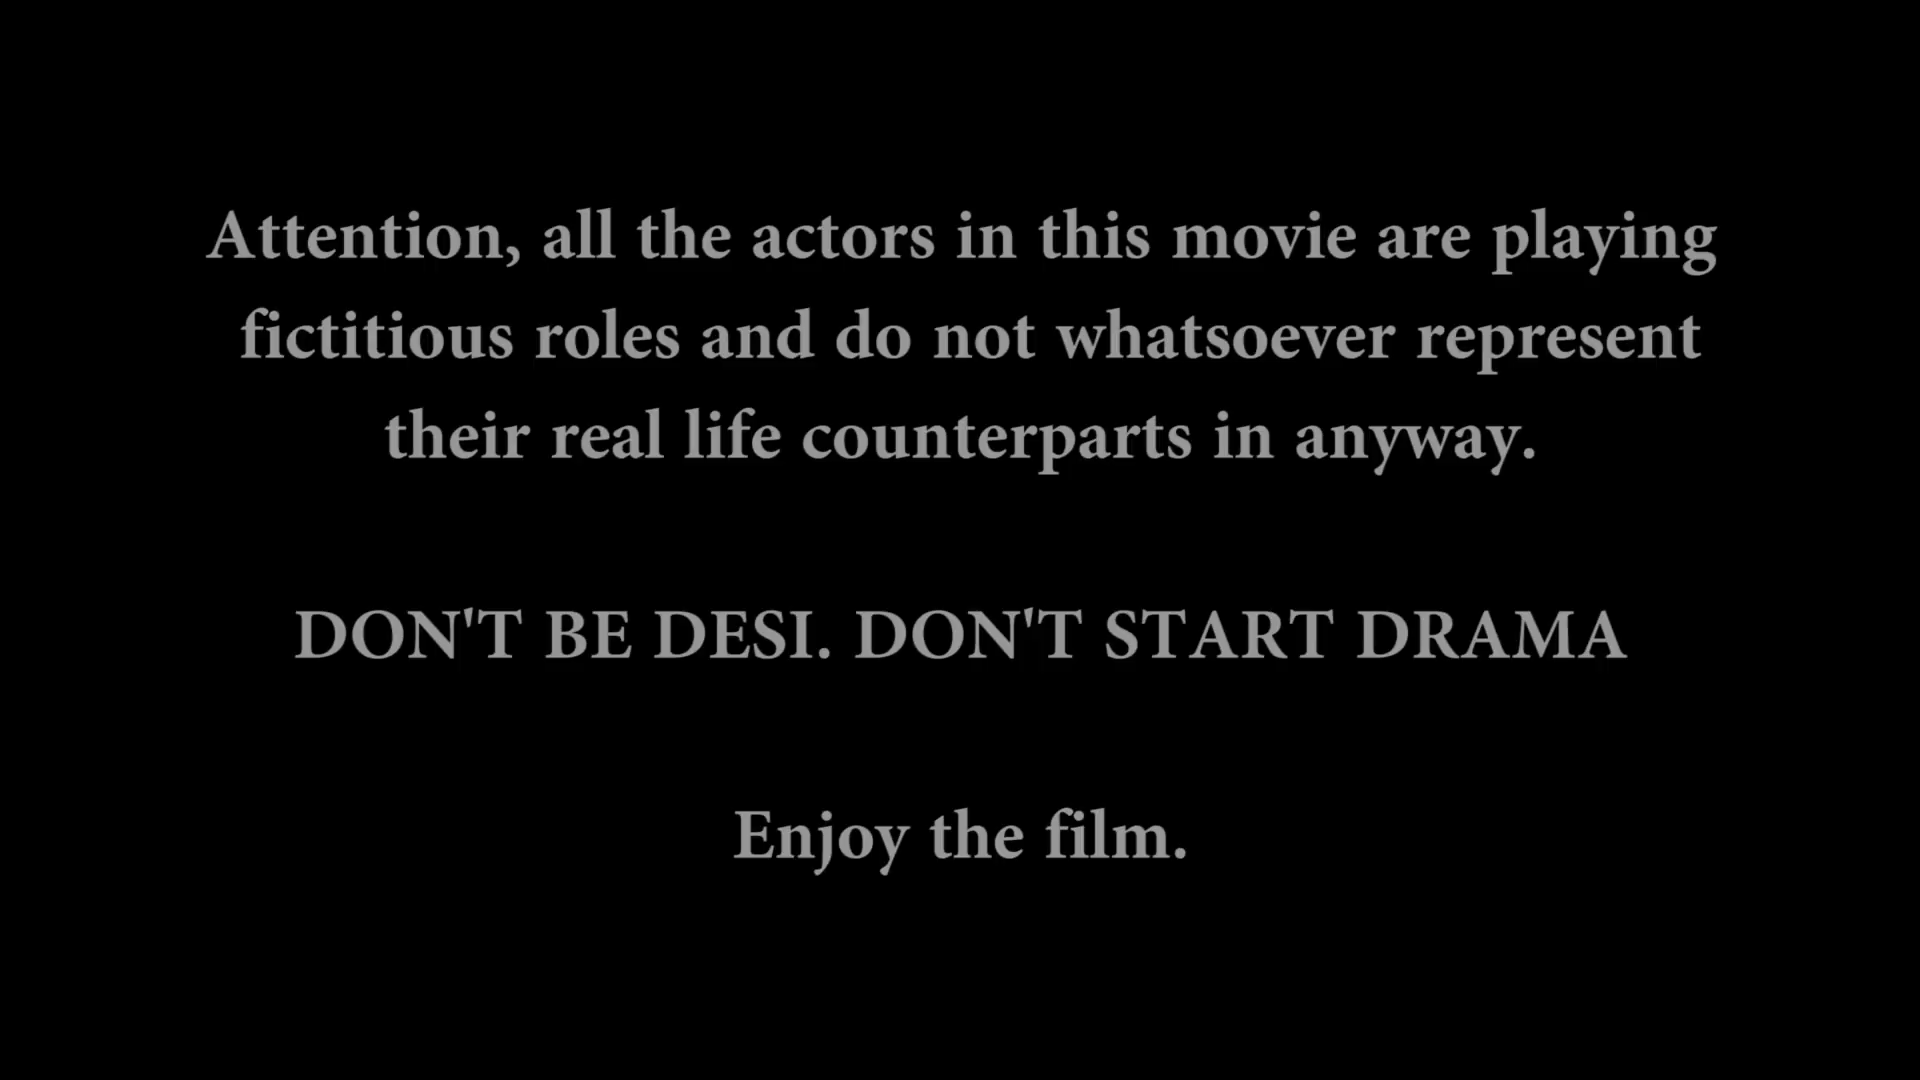 Attention, all the actors in this movie are playing
fictitious roles and do not whatsoever represent
their real life counterparts in anyway.
DON'T BE DESI. DON'T START DRAMA
Enjoy the film.